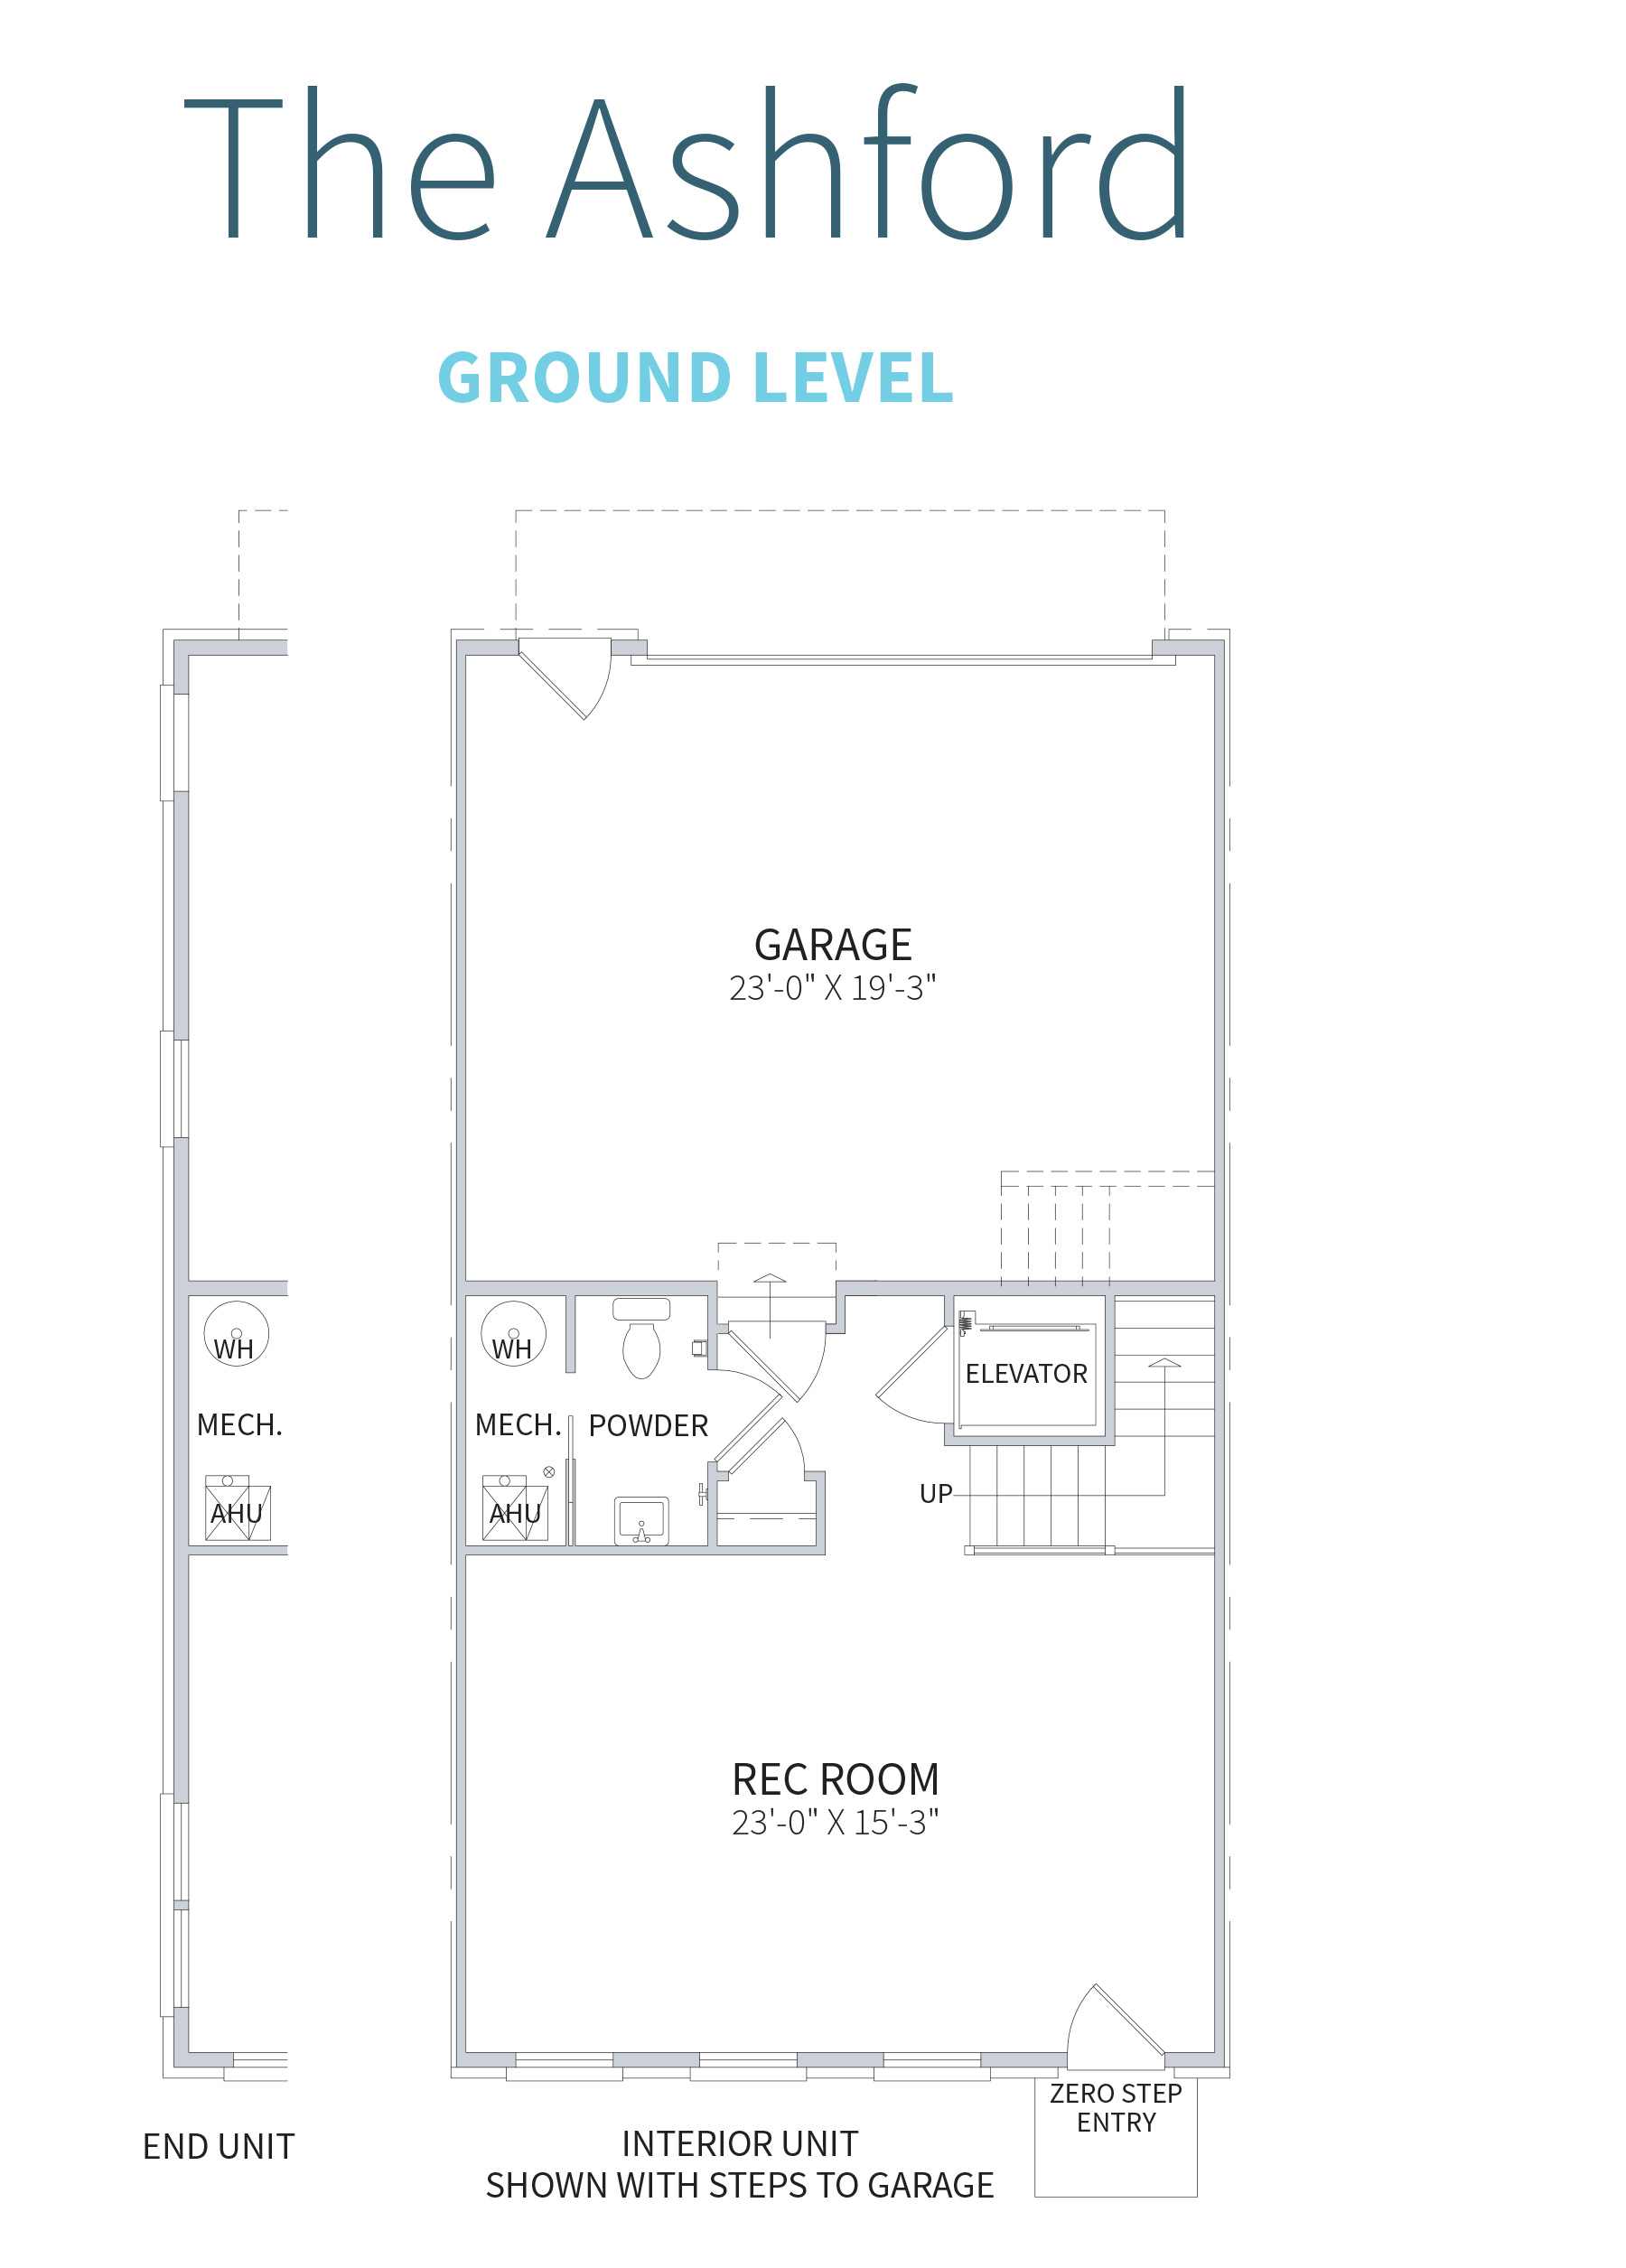 The Ashford
GROUND LEVEL
GARAGE
23'-0" X 19'-3"
WH
WH
ELEVATOR
MECH.
MECH.
POWDER
UP
AHU
AHU
REC ROOM
23'-0" X 15'-3"
ZERO STEP
ENTRY
END UNIT
INTERIOR UNIT
SHOWN WITH STEPS TO GARAGE